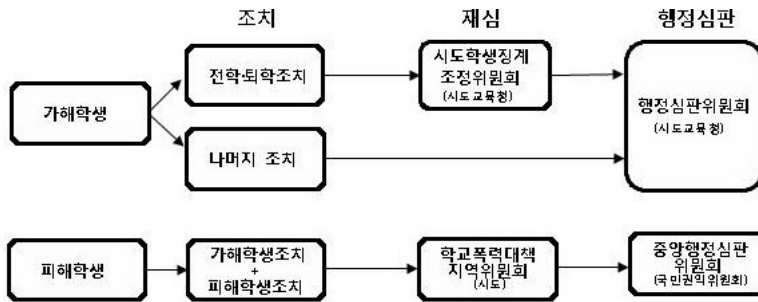 조치 재심 행정심판
가해학생
전학퇴학조치
시도학생징계
조정위원회
(시도교육청)
행정심판위원회
(시도교육청)
나머지 조치
피해학생
가해학생조치
+
피해학생조치
학교폭력대책
지역위원회
(시도)
중앙행정심판
위원회
(국민권익위원회)